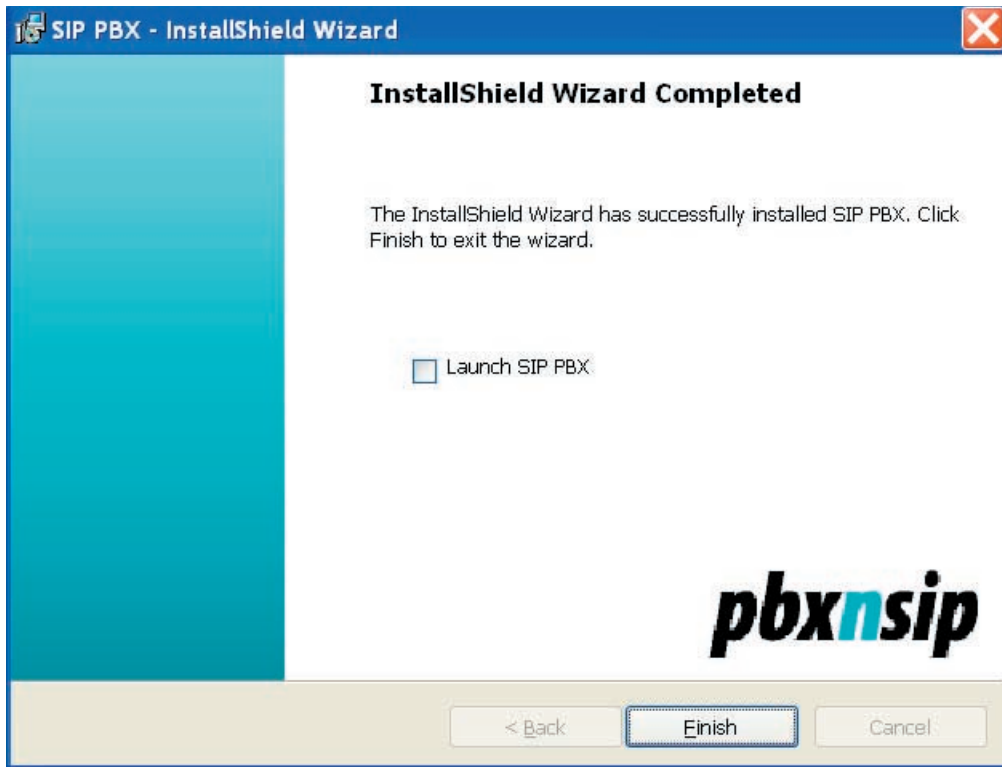 SIP PBX - InstallShield Wizard
InstallShield Wizard Completed
The InstallShield Wizard has successfully installed SIP PBX. Click
Finish to exit the wizard.
Launch SIP PBX
pbxnsip
< Back
Finish
Cancel